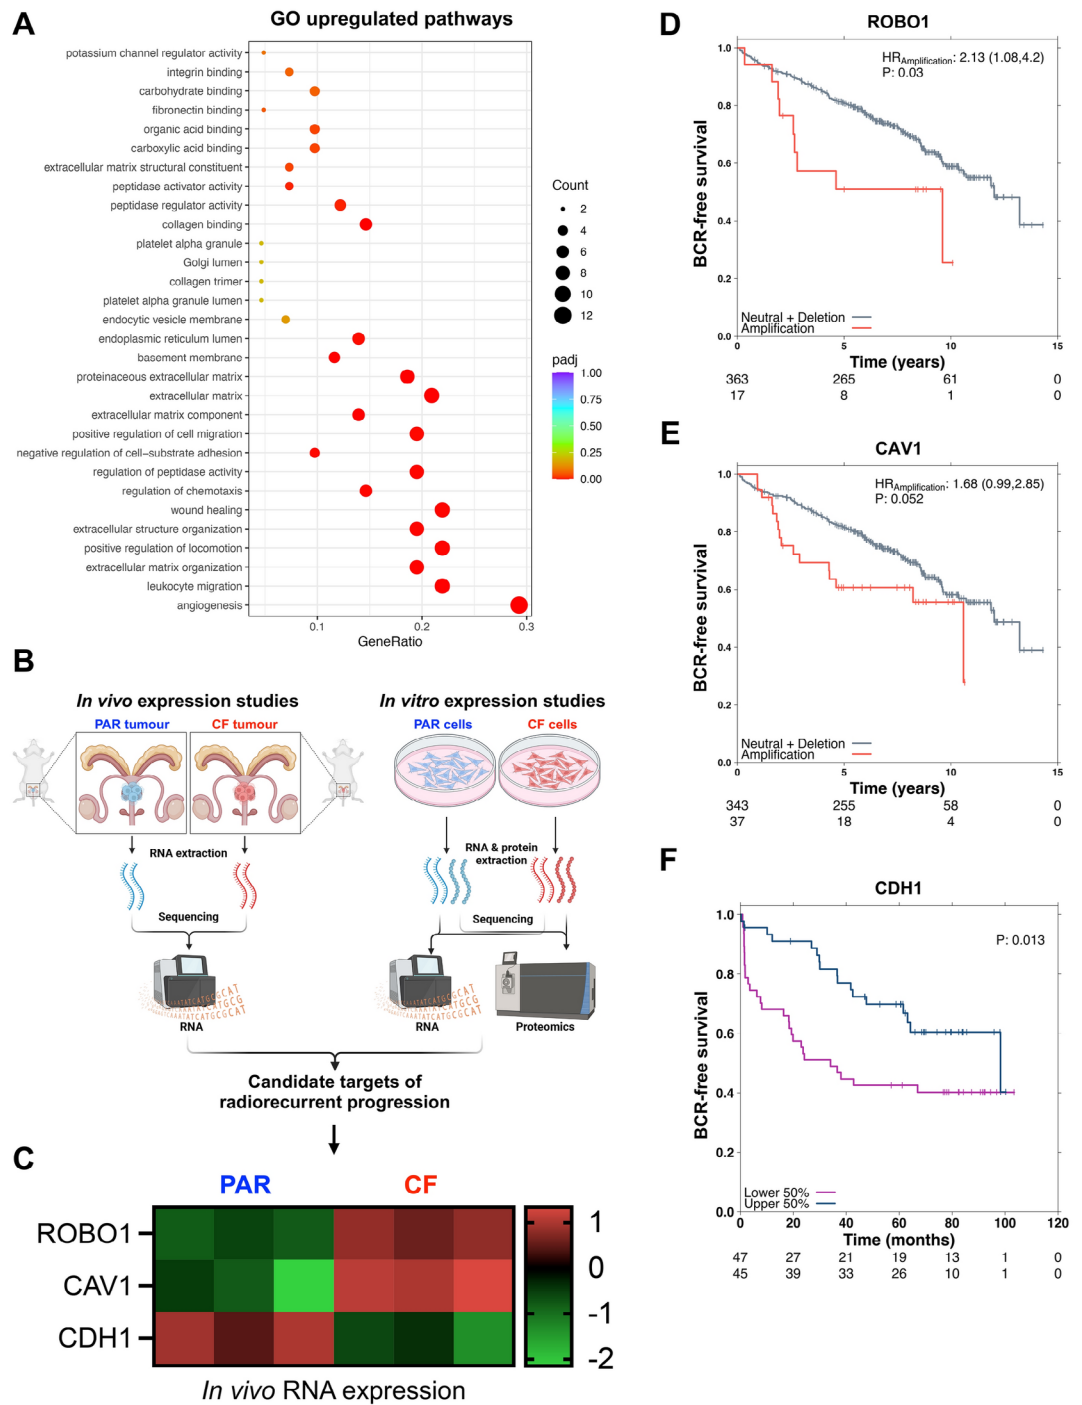 A
GO upregulated pathways
potassium channel regulator activity
integrin binding
carbohydrate binding
fibronectin binding
organic acid binding
carboxylic acid binding
extracellular matrix structural constituent
peptidase activator activity
peptidase regulator activity
collagen binding
platelet alpha granule
Golgi lumen
collagen trimer
platelet alpha granule lumen
endocytic vesicle membrane
endoplasmic reticulum lumen
basement membrane
proteinaceous extracellular matrix
extracellular matrix
extracellular matrix component
positive regulation of cell migration
negative regulation of cell-substrate adhesion
regulation of peptidase activity
regulation of chemotaxis
wound healing
extracellular structure organization
positive regulation of locomotion
extracellular matrix organization
leukocyte migration
angiogenesis
0.1 0.2 0.3
GeneRatio
Count
2
4
6
8
10
12
padj
1.00
0.75
0.50
0.25
0.00
B
In vivo expression studies
PAR tumour CF tumour
RNA extraction
Sequencing
RNA
In vitro expression studies
PAR cells CF cells
RNA & protein
extraction
Sequencing
RNA Proteomics
Candidate targets of
radiorecurrent progression
C
PAR CF
ROBO1
CAV1
CDH1
1
0
-1
-2
In vivo RNA expression
D
ROBO1
HRAmplification: 2.13 (1.08,4.2)
P: 0.03
BCR-free survival
1.0
0.8
0.6
0.4
0.2
0.0
Neutral + Deletion
Amplification
0 5 10 15
Time (years)
363 265 61 0
17 8 1 0
E
CAV1
HRAmplification: 1.68 (0.99,2.85)
P: 0.052
BCR-free survival
1.0
0.8
0.6
0.4
0.2
0.0
Neutral + Deletion
Amplification
0 5 10 15
Time (years)
343 255 58 0
37 18 4 0
F
CDH1
P: 0.013
BCR-free survival
1.0
0.8
0.6
0.4
0.2
0.0
Lower 50%
Upper 50%
0 20 40 60 80 100 120
Time (months)
47 27 21 19 13 1 0
45 39 33 26 10 1 0